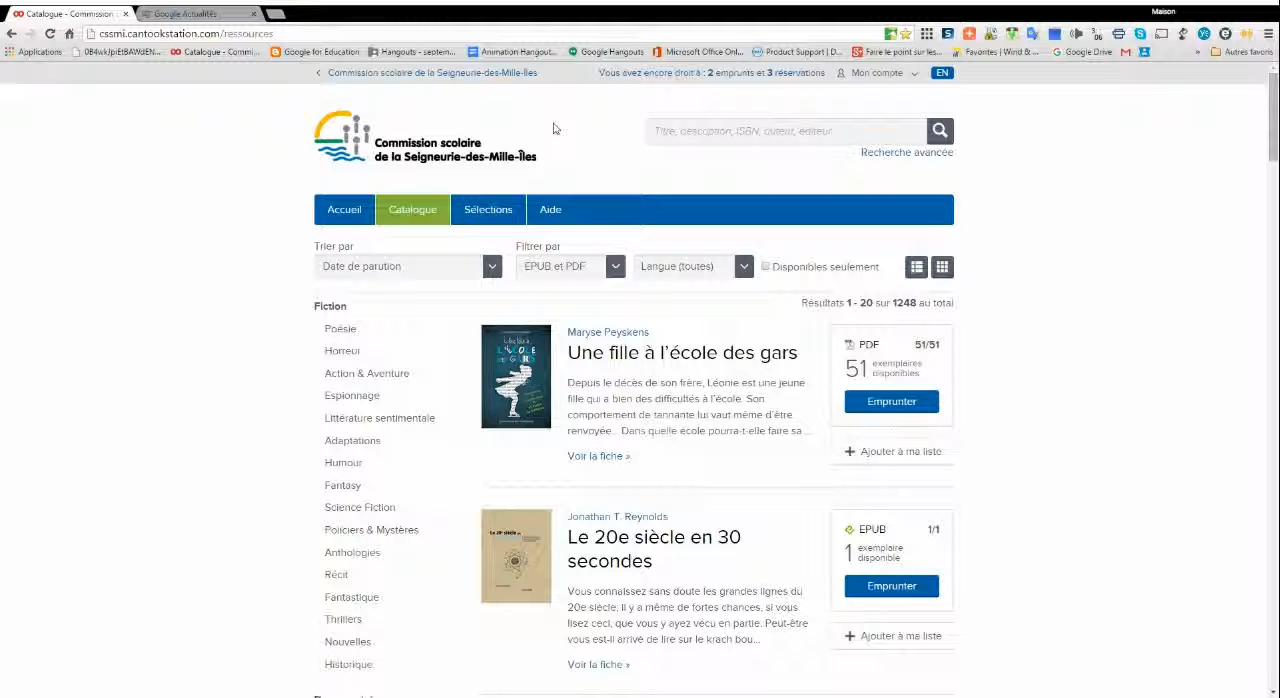 Catalogue - Commission
Google Actualités
Maison
cssmi.cantookstation.com/ressources
Applications
Catalogue - Commi...
Google for Education
Hangouts - septem...
Animation Hangout...
Google Hangouts
Microsoft Office Onl...
Product Support | D...
Faire le point sur les...
Favorites | Wind & ...
Google Drive
Autres favoris
Commission scolaire de la Seigneurie-des-Mille-Îles
Vous avez encore droit à : 2 emprunts et 3 réservations
Mon compte
EN
Commission scolaire
de la Seigneurie-des-Mille-Îles
Titre, description, ISBN, auteur, éditeur
Recherche avancée
Accueil
Catalogue
Sélections
Aide
Trier par
Filtrer par
Date de parution
EPUB et PDF
Langue (toutes)
Disponibles seulement
Résultats 1 - 20 sur 1248 au total
Fiction
Poésie
Horreur
Action & Aventure
Espionnage
Littérature sentimentale
Adaptations
Humour
Fantasy
Science Fiction
Policiers & Mystères
Anthologies
Récit
Fantastique
Thrillers
Nouvelles
Historique
Maryse Peyskens
Une fille à l'école des gars
Depuis le décès de son frère, Léonie est une jeune
fille qui a bien des difficultés à l'école. Son
comportement de tannante lui vaut même d'être
renvoyée... Dans quelle école pourra-t-elle faire sa ...
Voir la fiche »
PDF 51/51
51 exemplaires
disponibles
Emprunter
+ Ajouter à ma liste
Jonathan T. Reynolds
Le 20e siècle en 30
secondes
Vous connaissez sans doute les grandes lignes du
20e siècle. Il y a même de fortes chances, si vous
lisez ceci, que vous y ayez vécu en partie. Peut-être
vous est-il arrivé de lire sur le krach bou...
Voir la fiche »
EPUB 1/1
1 exemplaire
disponible
Emprunter
+ Ajouter à ma liste